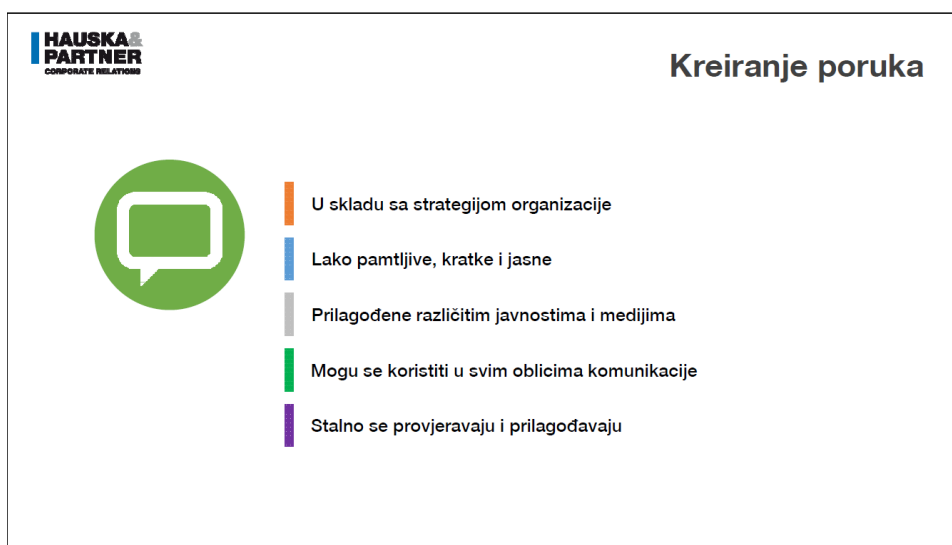 HAUSKA&
PARTNER
CORPORATE RELATIONS
Kreiranje poruka
U skladu sa strategijom organizacije
Lako pamtljive, kratke i jasne
Prilagođene različitim javnostima i medijima
Mogu se koristiti u svim oblicima komunikacije
Stalno se provjeravaju i prilagođavaju